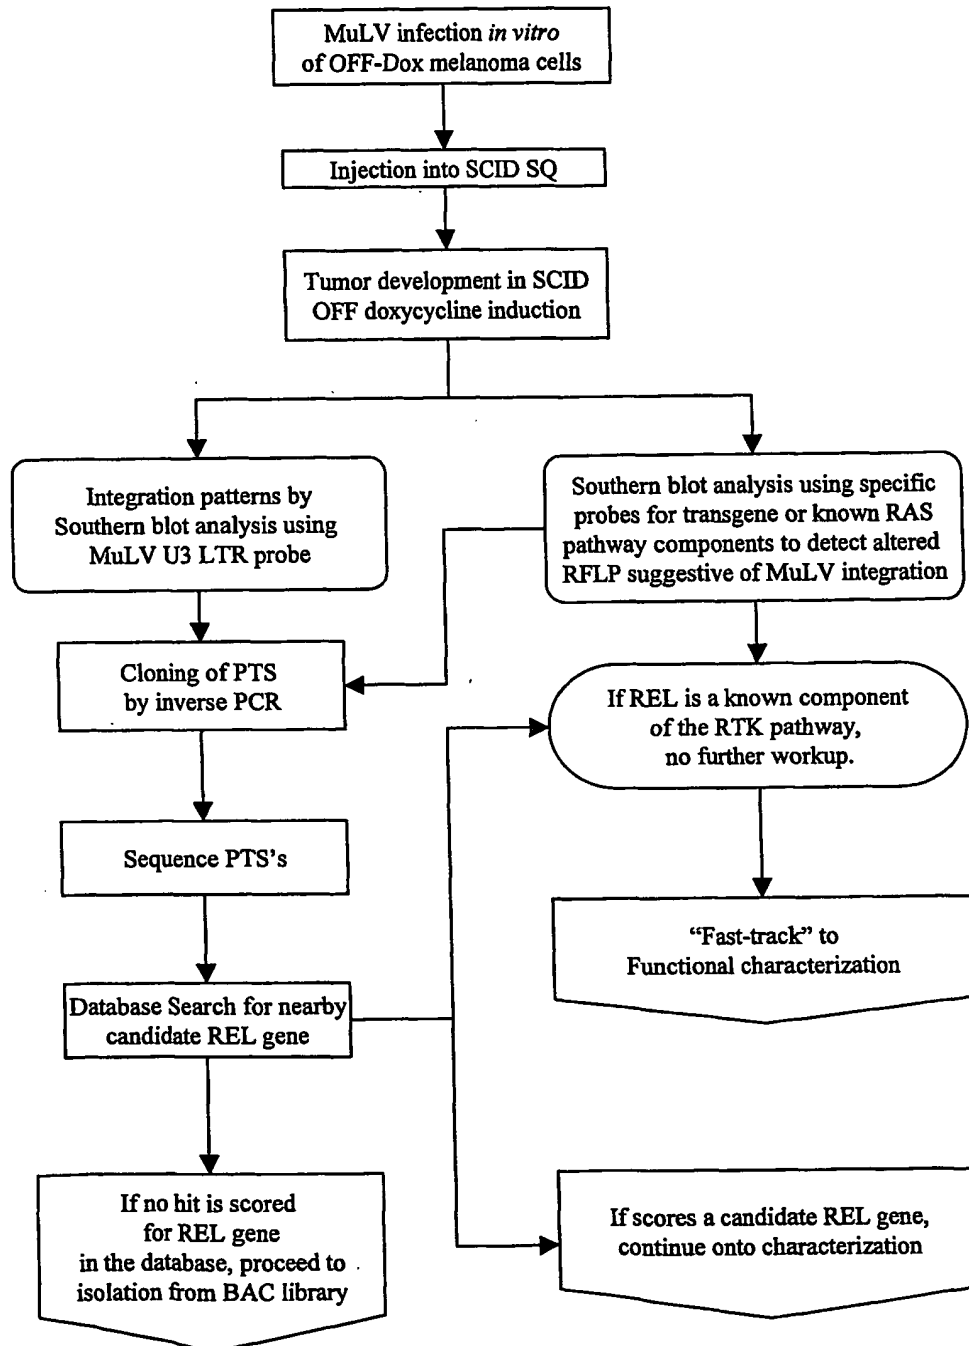 MuLV infection in vitro
of OFF-Dox melanoma cells
Injection into SCID SQ
Tumor development in SCID
OFF doxycycline induction
Integration patterns by
Southern blot analysis using
MuLV U3 LTR probe
Southern blot analysis using specific
probes for transgene or known RAS
pathway components to detect altered
RFLP suggestive of MuLV integration
Cloning of PTS
by inverse PCR
If REL is a known component
of the RTK pathway,
no further workup.
Sequence PTS's
"Fast-track" to
Functional characterization
Database Search for nearby
candidate REL gene
If no hit is scored
for REL gene
in the database, proceed to
isolation from BAC library
If scores a candidate REL gene,
continue onto characterization